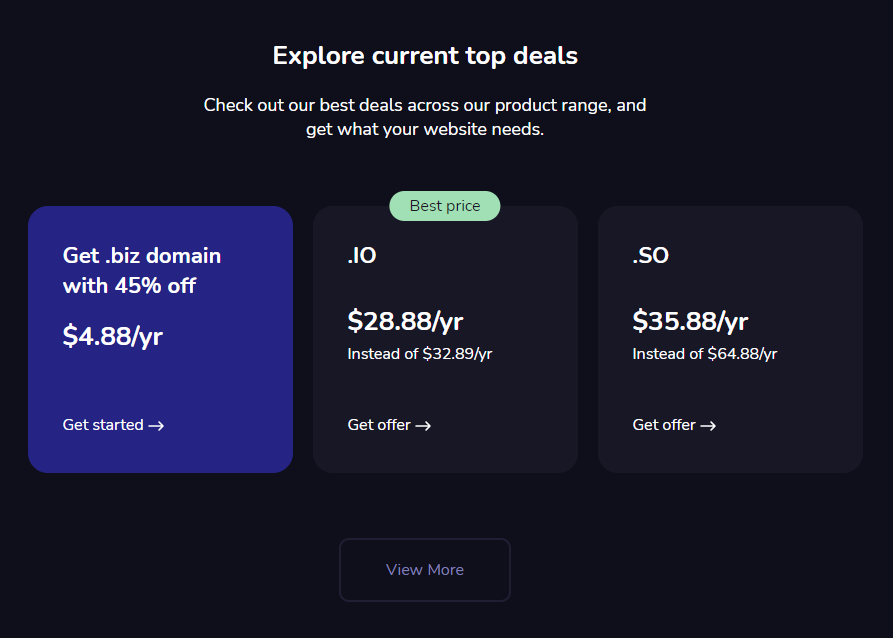 Explore current top deals
Check out our best deals across our product range, and
get what your website needs.
Get .biz domain
with 45% off
$4.88/yr
Get started →
Best price
.IO
$28.88/yr
Instead of $32.89/yr
Get offer →
.SO
$35.88/yr
Instead of $64.88/yr
Get offer →
View More